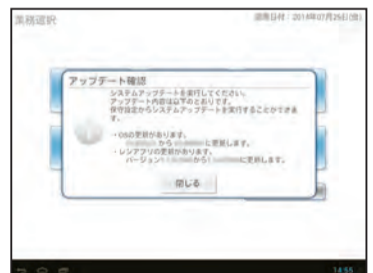 業務選択
適用日付：2014年07月25日(金)
アップデート確認
システムアップデートを実行してください。
アップデート内容は以下のとおりです。
保守設定からシステムアップデートを実行することができま
す。
・OSの更新があります。
から に更新します。
・レジアプリの更新があります。
バージョン から に更新します。
閉じる
14:55